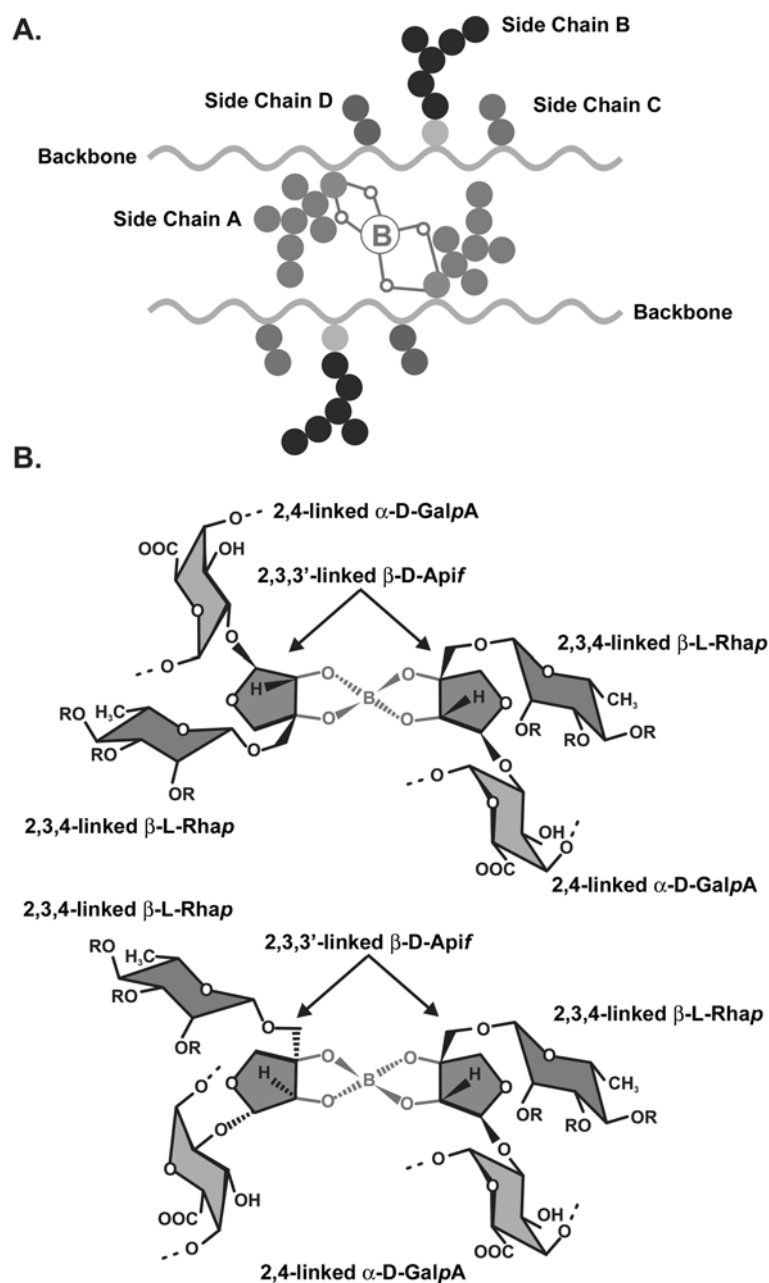 A.
Side Chain B
Side Chain D
Side Chain C
Backbone
Side Chain A
B
Backbone
B.
2,4-linked α-D-GalpA
OOC
OH
O
O
2,3,3'-linked β-D-Apif
O
O
2,3,4-linked β-L-Rhap
O
O
O
O
H
B
H
O
O
CH₃
O
O
O
OR
RO
OR
RO
H₃C
O
O
RO
OR
O
O
O
2,3,4-linked β-L-Rhap
OH
OOC
O
2,4-linked α-D-GalpA
2,3,4-linked β-L-Rhap
RO
H₃C
2,3,3'-linked β-D-Apif
RO
O
O
2,3,4-linked β-L-Rhap
OR
O
O
O
O
O
H
B
H
O
O
O
O
O
CH₃
OR
RO
OR
O
O
O
O
O
OH
OOC
O
OH
OOC
O
2,4-linked α-D-GalpA